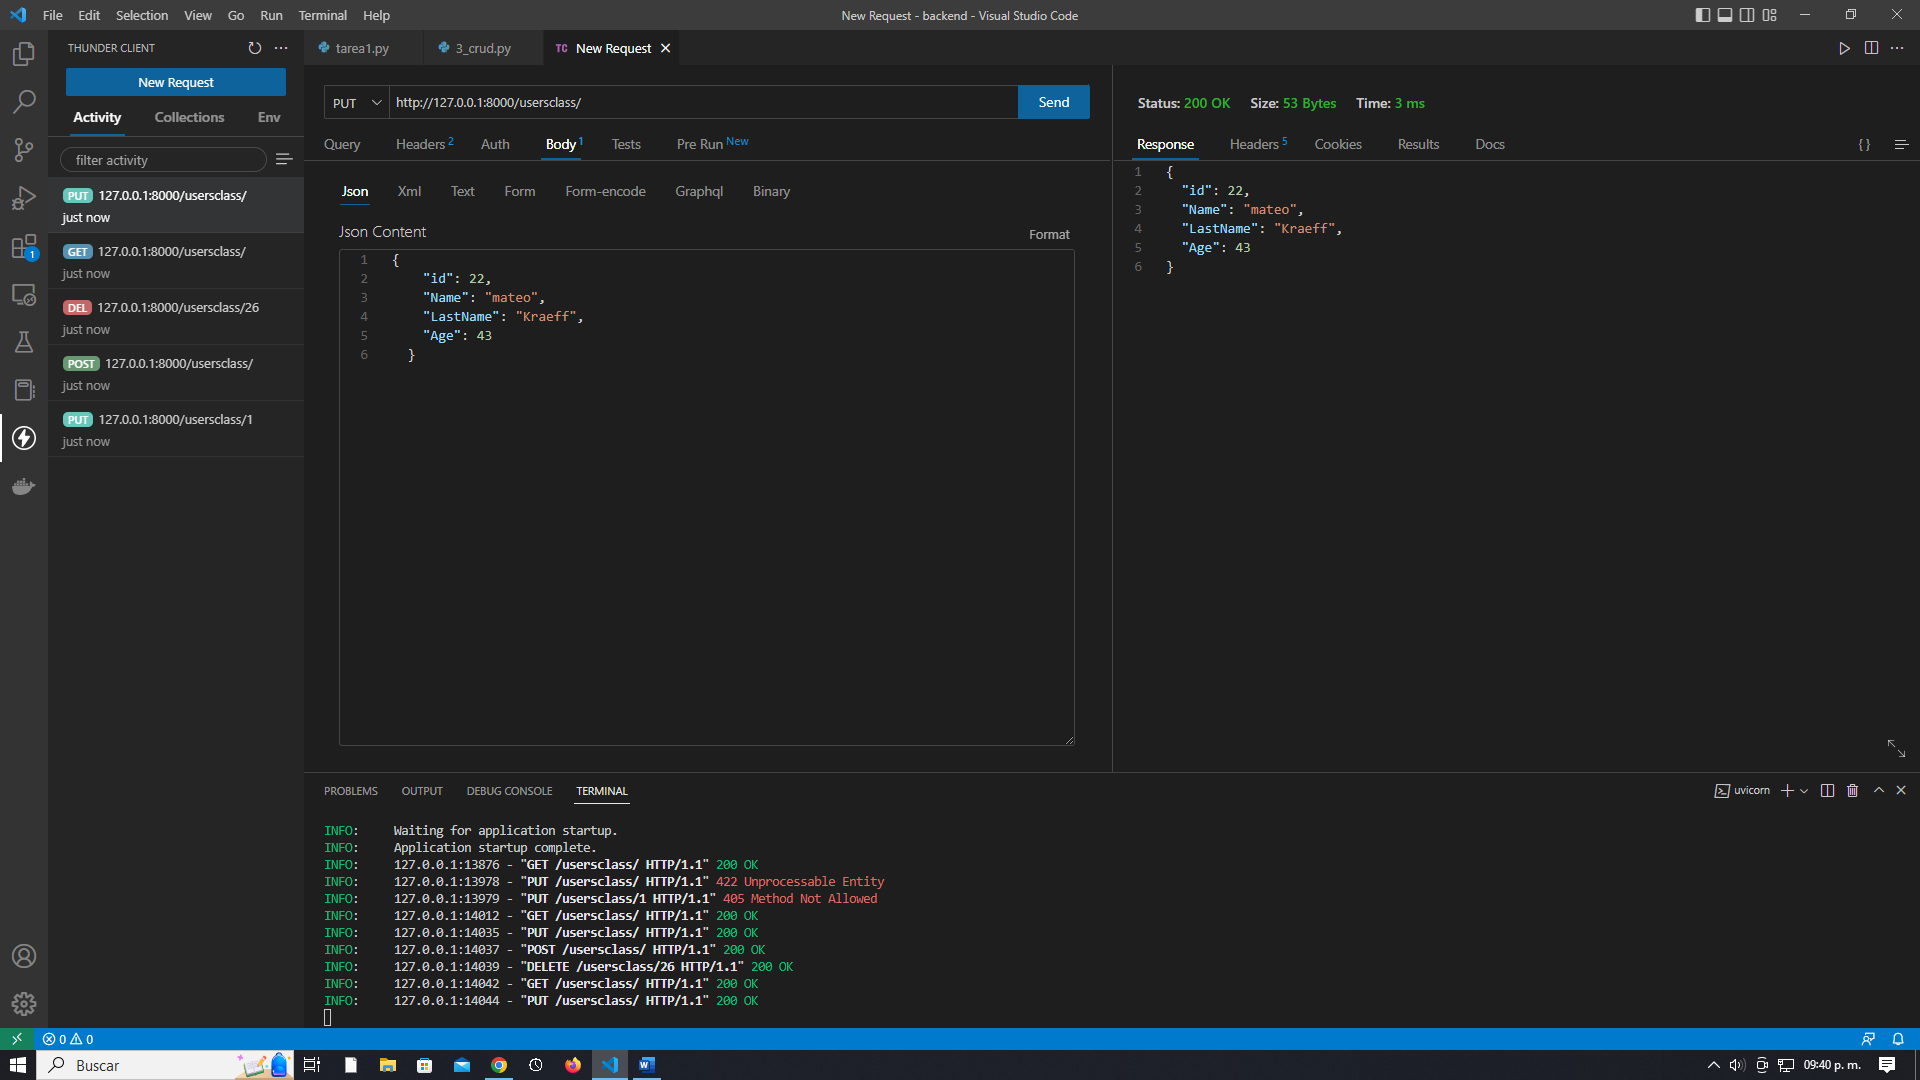 File Edit Selection View Go Run Terminal Help
New Request - backend - Visual Studio Code
THUNDER CLIENT
New Request
Activity Collections Env
filter activity
PUT 127.0.0.1:8000/usersclass/
just now
GET 127.0.0.1:8000/usersclass/
just now
DEL 127.0.0.1:8000/usersclass/26
just now
POST 127.0.0.1:8000/usersclass/
just now
PUT 127.0.0.1:8000/usersclass/1
just now
1
tarea1.py 3_crud.py TC New Request
PUT http://127.0.0.1:8000/usersclass/ Send
Query Headers 2 Auth Body 1 Tests Pre Run New
Json Xml Text Form Form-encode Graphql Binary
Json Content
Format
1 {
2 "id": 22,
3 "Name": "mateo",
4 "LastName": "Kraeff",
5 "Age": 43
6 }
Status: 200 OK Size: 53 Bytes Time: 3 ms
Response Headers 5 Cookies Results Docs { }
1 {
2 "id": 22,
3 "Name": "mateo",
4 "LastName": "Kraeff",
5 "Age": 43
6 }
PROBLEMS OUTPUT DEBUG CONSOLE TERMINAL
uvicorn
INFO: Waiting for application startup.
INFO: Application startup complete.
INFO: 127.0.0.1:13876 - "GET /usersclass/ HTTP/1.1" 200 OK
INFO: 127.0.0.1:13978 - "PUT /usersclass/ HTTP/1.1" 422 Unprocessable Entity
INFO: 127.0.0.1:13979 - "PUT /usersclass/1 HTTP/1.1" 405 Method Not Allowed
INFO: 127.0.0.1:14012 - "GET /usersclass/ HTTP/1.1" 200 OK
INFO: 127.0.0.1:14035 - "PUT /usersclass/ HTTP/1.1" 200 OK
INFO: 127.0.0.1:14037 - "POST /usersclass/ HTTP/1.1" 200 OK
INFO: 127.0.0.1:14039 - "DELETE /usersclass/26 HTTP/1.1" 200 OK
INFO: 127.0.0.1:14042 - "GET /usersclass/ HTTP/1.1" 200 OK
INFO: 127.0.0.1:14044 - "PUT /usersclass/ HTTP/1.1" 200 OK
0 0
Buscar
09:40 p. m.